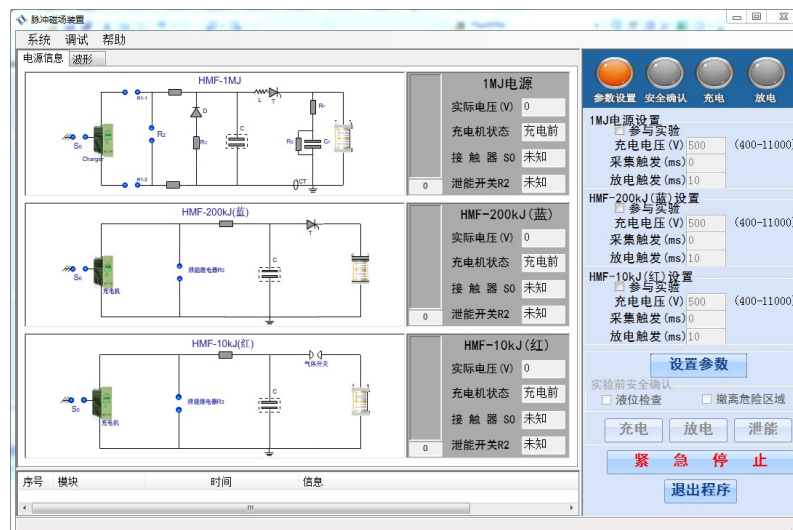 脉冲磁场装置
系统 调试 帮助
电源信息 波形
HMF-1MJ
R1-1
D
L T
Rr
S0
R2
Rc
C
Rs
Cr
Charger
R1-2
CT
1MJ电源
实际电压(V) 0
充电机状态 充电前
接 触 器 S0 未知
0 泄能开关R2 未知
HMF-200kJ(蓝)
T
S0
C
充电机
HMF-200kJ(蓝)
实际电压(V) 0
充电机状态 充电前
接 触 器 S0 未知
0 泄能开关R2 未知
HMF-10kJ(红)
气体开关
S0
C
充电机
HMF-10kJ(红)
实际电压(V) 0
充电机状态 充电前
接 触 器 S0 未知
0 泄能开关R2 未知
序号 模块 时间 信息
参数设置 安全确认 充电 放电
1MJ电源设置
参与实验
充电电压(V) 500 (400-11000)
采集触发(ms) 0
放电触发(ms) 10
HMF-200kJ(蓝)设置
参与实验
充电电压(V) 500 (400-11000)
采集触发(ms) 0
放电触发(ms) 10
HMF-10kJ(红)设置
参与实验
充电电压(V) 500 (400-11000)
采集触发(ms) 0
放电触发(ms) 10
设置参数
实验前安全确认
液位检查 撤离危险区域
充电 放电 泄能
紧 急 停 止
退出程序